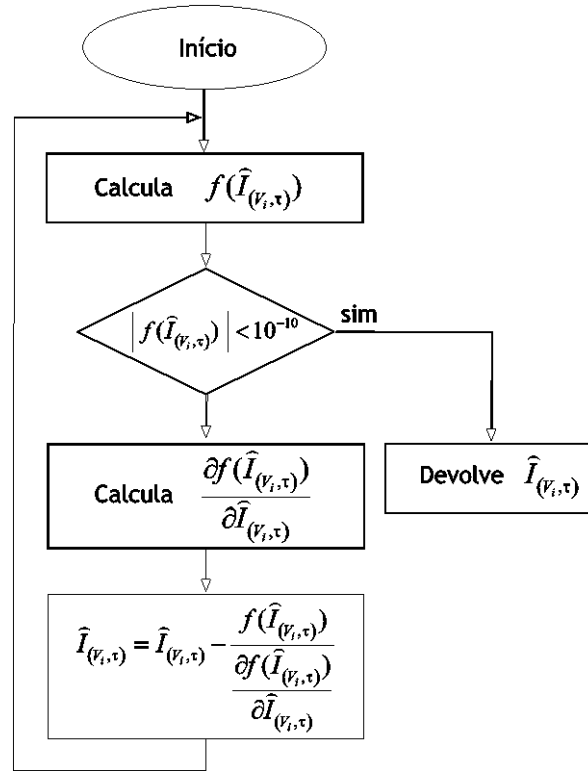 Início
Calcula f(Î_(V_i,τ))
|f(Î_(V_i,τ))| < 10^-10
sim
Calcula ∂f(Î_(V_i,τ)) / ∂Î_(V_i,τ)
Devolve Î_(V_i,τ)
Î_(V_i,τ) = Î_(V_i,τ) - f(Î_(V_i,τ)) / (∂f(Î_(V_i,τ)) / ∂Î_(V_i,τ))